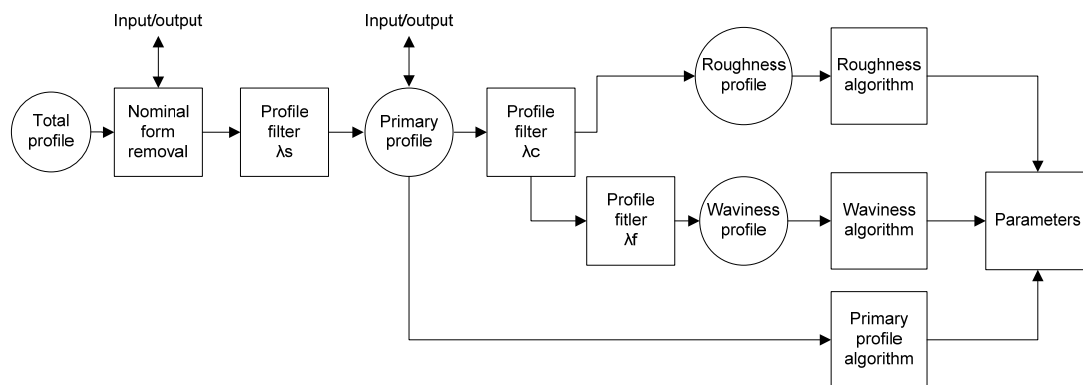 Input/output
Input/output
Total
profile
Nominal
form
removal
Profile
filter
λs
Primary
profile
Profile
filter
λc
Roughness
profile
Roughness
algorithm
Profile
fitler
λf
Waviness
profile
Waviness
algorithm
Parameters
Primary
profile
algorithm